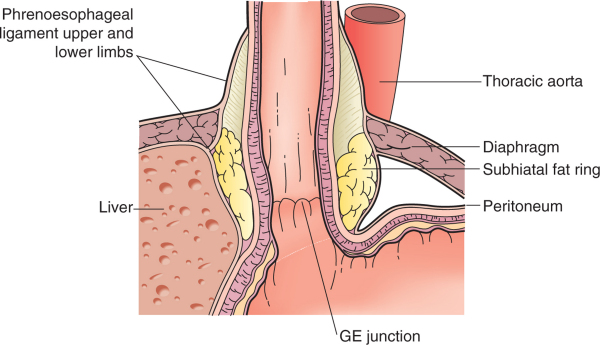 Phrenoesophageal
ligament upper and
lower limbs
Thoracic aorta
Diaphragm
Subhiatal fat ring
Liver
Peritoneum
GE junction